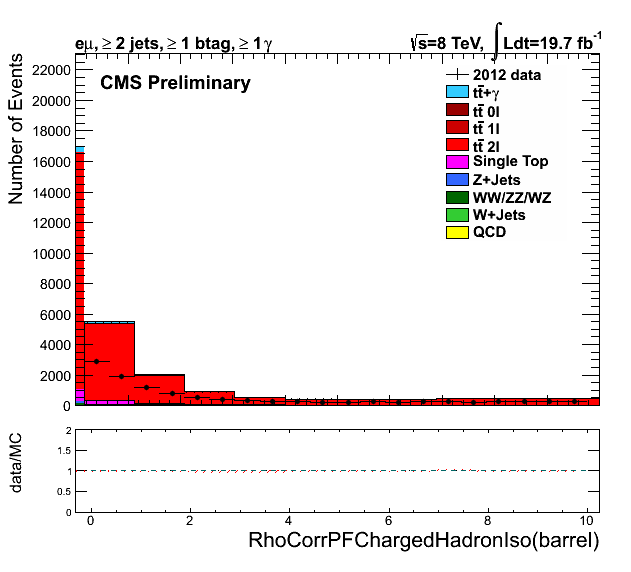 eμ, ≥ 2 jets, ≥ 1 btag, ≥ 1 γ
√s=8 TeV, ∫ Ldt=19.7 fb⁻¹
CMS Preliminary
Number of Events
22000
20000
18000
16000
14000
12000
10000
8000
6000
4000
2000
0
2012 data
tt̄+γ
tt̄ 0l
tt̄ 1l
tt̄ 2l
Single Top
Z+Jets
WW/ZZ/WZ
W+Jets
QCD
data/MC
2
1.5
1
0.5
0
0 2 4 6 8 10
RhoCorrPFChargedHadronIso(barrel)